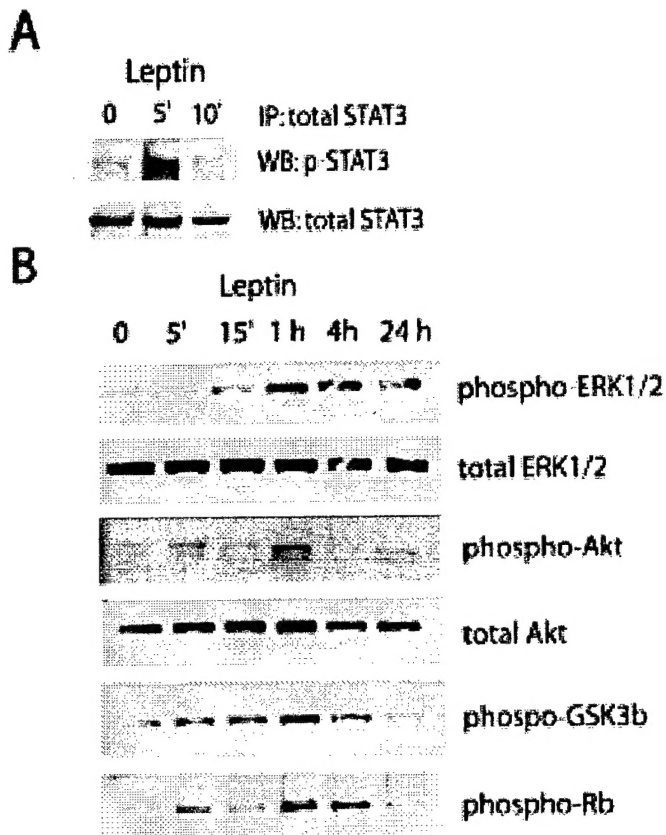 A
Leptin
0 5' 10' IP: total STAT3
WB: p-STAT3
WB: total STAT3
B
Leptin
0 5' 15' 1 h 4h 24 h
phospho-ERK1/2
total ERK1/2
phospho-Akt
total Akt
phospo-GSK3b
phospho-Rb